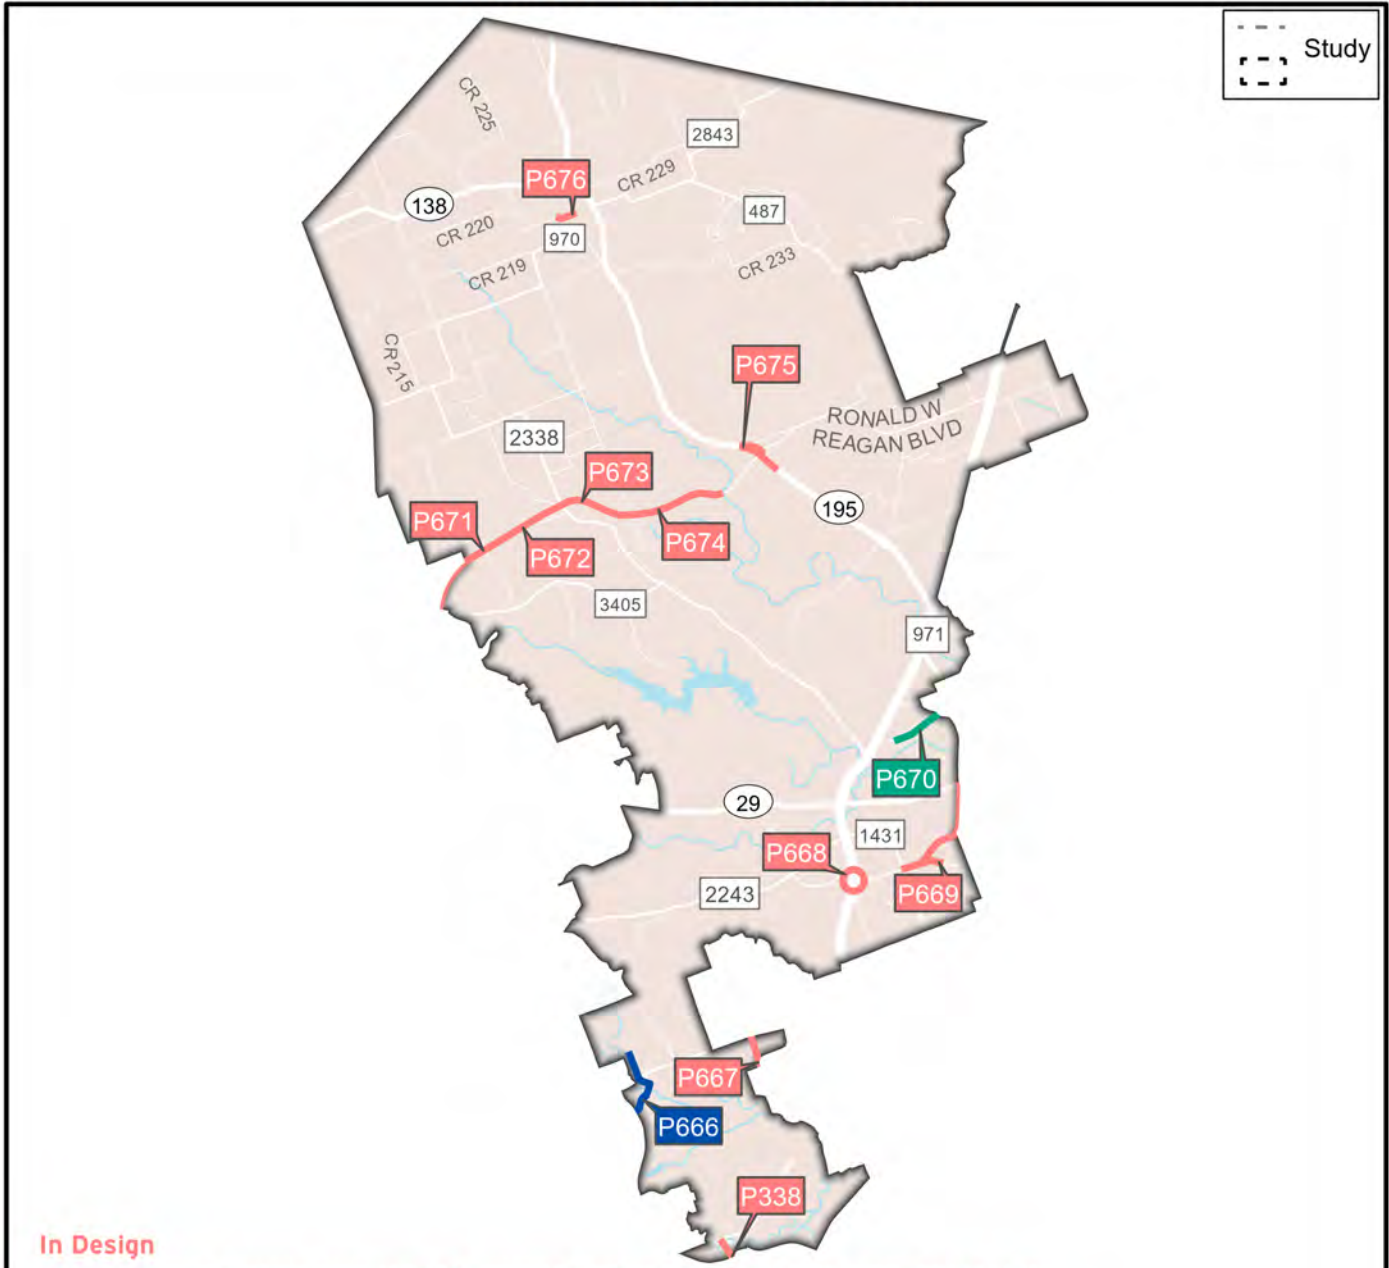 Study
CR 225
2843
P676
CR 229
138
487
CR 220
970
CR 233
CR 219
CR215
P675
RONALD W
REAGAN BLVD
2338
P673
195
P671
P674
P672
3405
971
P670
29
1431
P668
P669
2243
P667
P666
P338
In Design